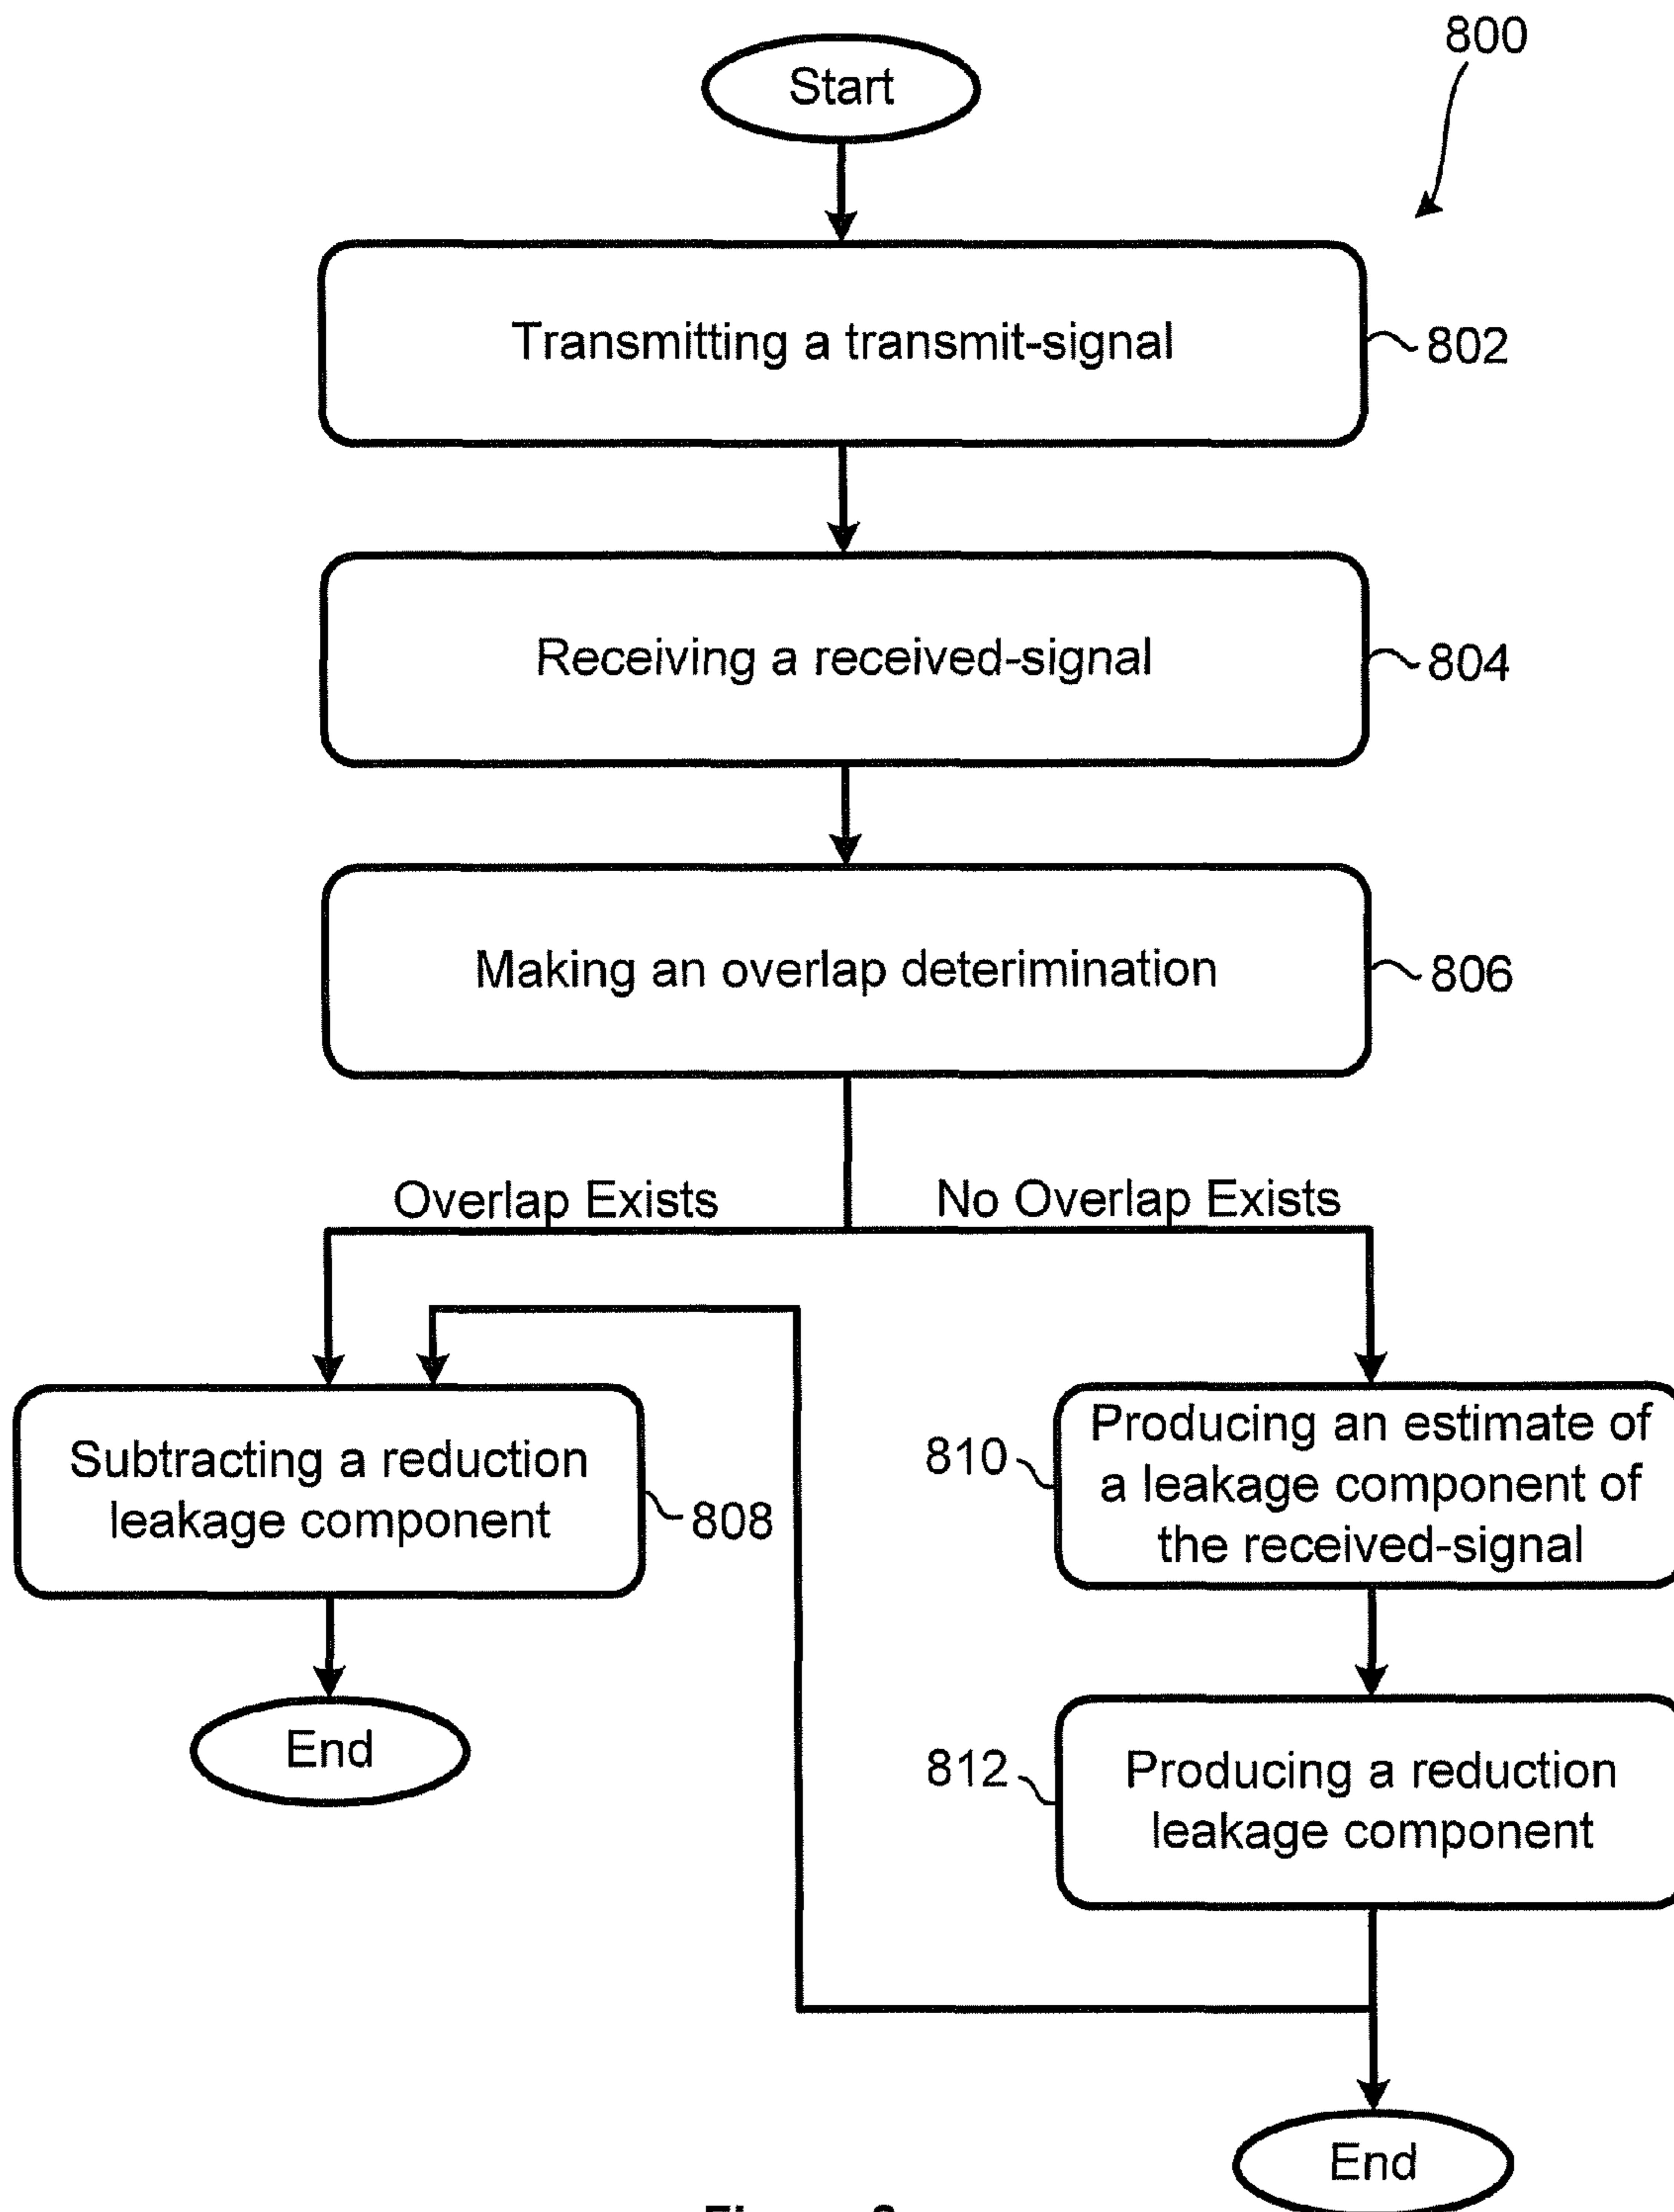 800
Start
Transmitting a transmit-signal
802
Receiving a received-signal
804
Making an overlap deterimination
806
Overlap Exists
No Overlap Exists
Subtracting a reduction
leakage component
808
810
Producing an estimate of
a leakage component of
the received-signal
End
812
Producing a reduction
leakage component
End